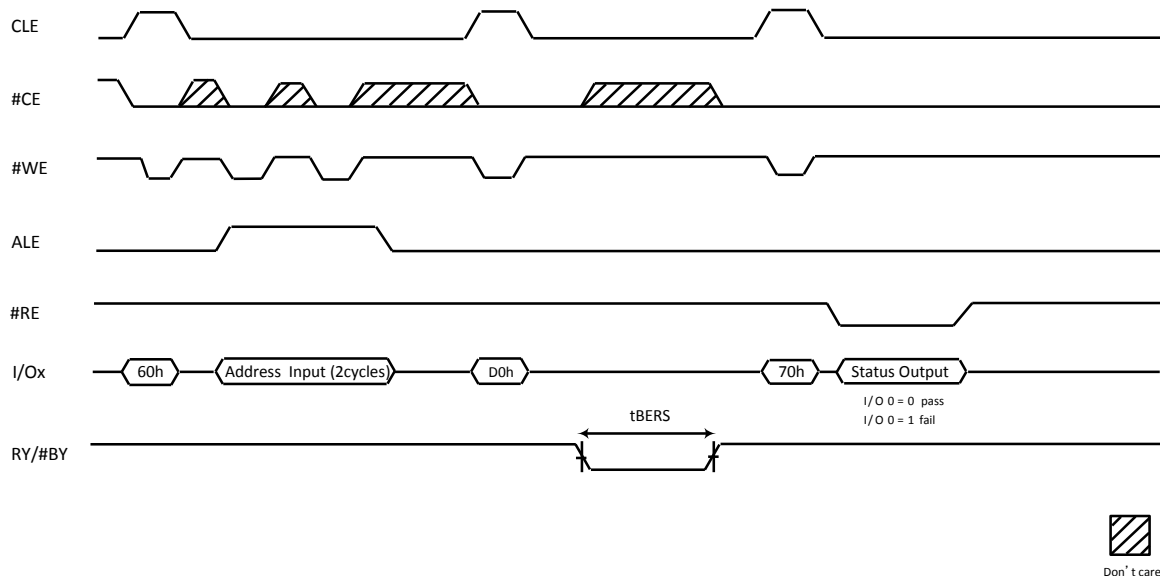 CLE
#CE
#WE
ALE
#RE
I/Ox
60h
Address Input (2cycles)
D0h
70h
Status Output
I/O 0 = 0 pass
I/O 0 = 1 fail
tBERS
RY/#BY
Don't care